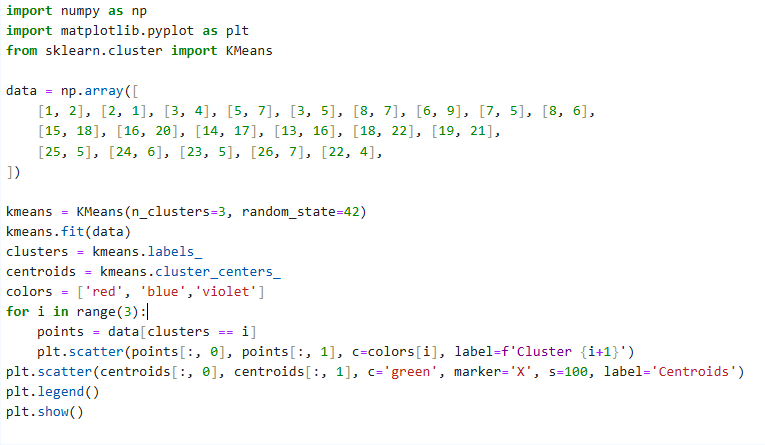 import numpy as np
import matplotlib.pyplot as plt
from sklearn.cluster import KMeans

data = np.array([
    [1, 2], [2, 1], [3, 4], [5, 7], [3, 5], [8, 7], [6, 9], [7, 5], [8, 6],
    [15, 18], [16, 20], [14, 17], [13, 16], [18, 22], [19, 21],
    [25, 5], [24, 6], [23, 5], [26, 7], [22, 4],
])

kmeans = KMeans(n_clusters=3, random_state=42)
kmeans.fit(data)
clusters = kmeans.labels_
centroids = kmeans.cluster_centers_
colors = ['red', 'blue','violet']
for i in range(3):
    points = data[clusters == i]
    plt.scatter(points[:, 0], points[:, 1], c=colors[i], label=f'Cluster {i+1}')
plt.scatter(centroids[:, 0], centroids[:, 1], c='green', marker='X', s=100, label='Centroids')
plt.legend()
plt.show()